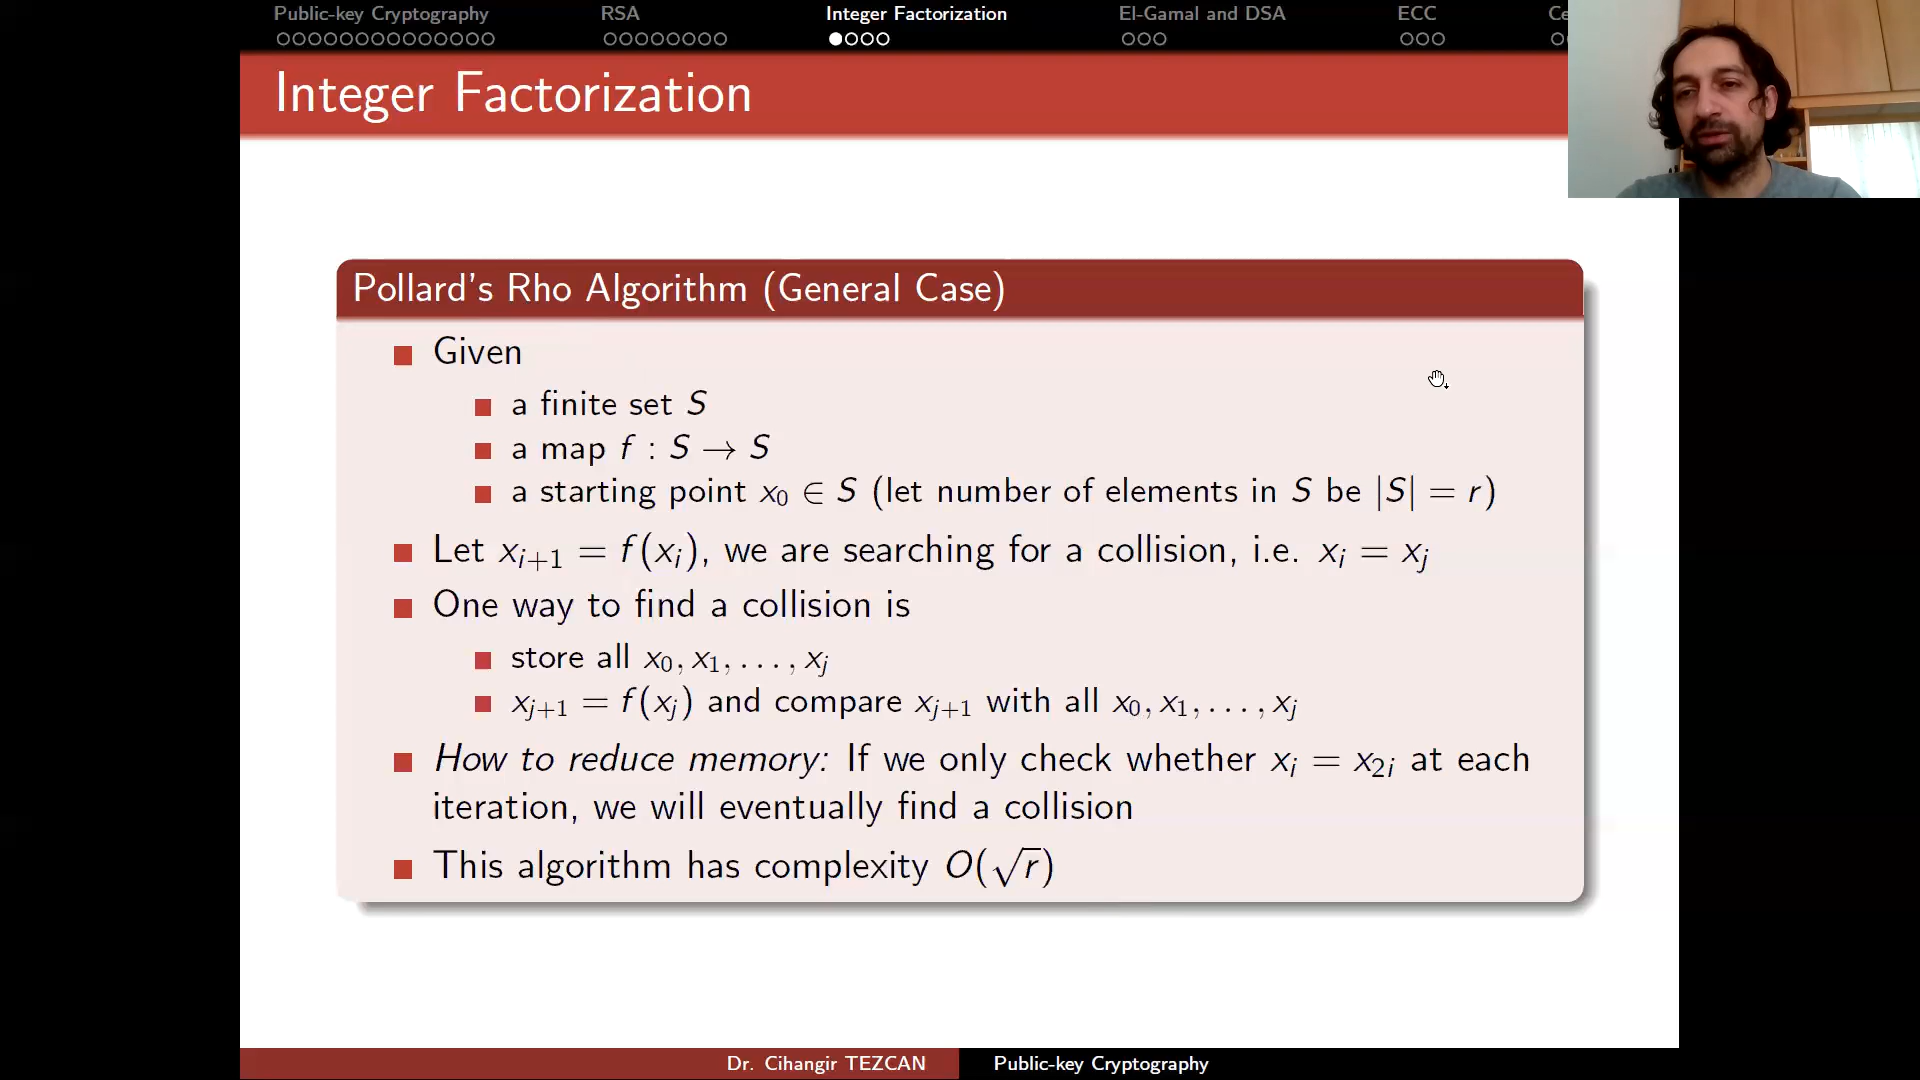 Public-key Cryptography RSA Integer Factorization El-Gamal and DSA ECC
Integer Factorization
Pollard's Rho Algorithm (General Case)
Given
a finite set S
a map f : S → S
a starting point x₀ ∈ S (let number of elements in S be |S| = r)
Let xᵢ₊₁ = f(xᵢ), we are searching for a collision, i.e. xᵢ = xⱼ
One way to find a collision is
store all x₀, x₁, . . . , xⱼ
xⱼ₊₁ = f(xⱼ) and compare xⱼ₊₁ with all x₀, x₁, . . . , xⱼ
How to reduce memory: If we only check whether xᵢ = x₂ᵢ at each
iteration, we will eventually find a collision
This algorithm has complexity O(√r)
Dr. Cihangir TEZCAN Public-key Cryptography